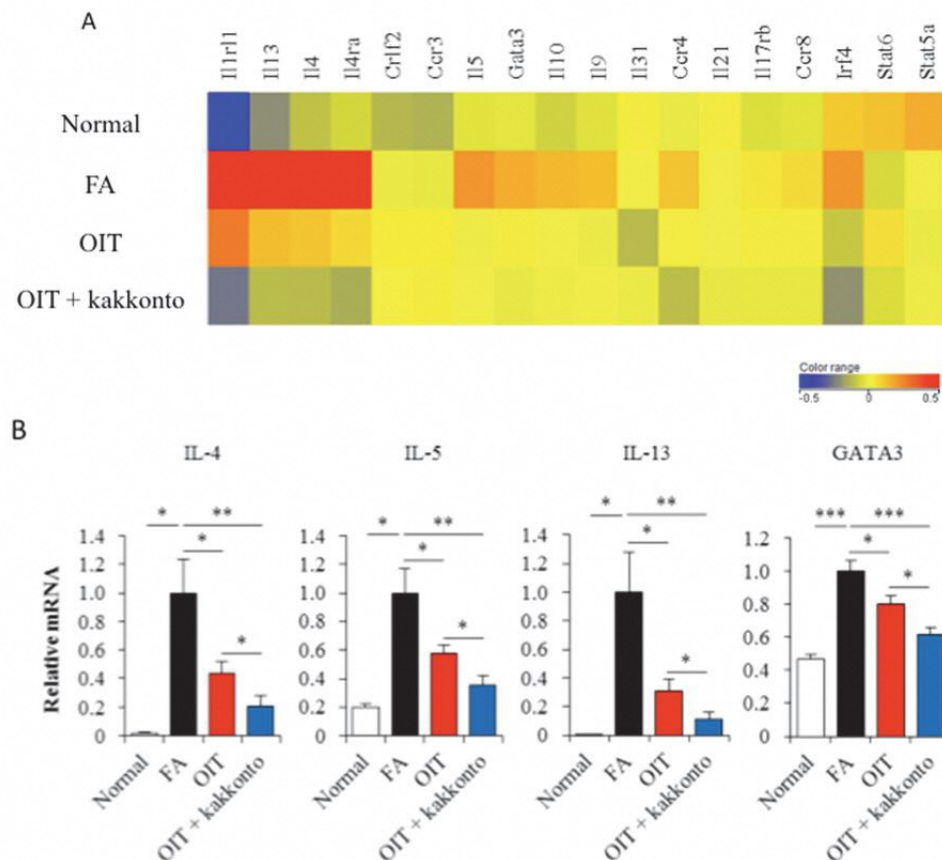 A
Il1rl1 Il13 Il4 Il4ra Crlf2 Ccr3 Il5 Gata3 Il10 Il9 Il31 Ccr4 Il21 Il17rb Ccr8 Irf4 Stat6 Stat5a
Normal
FA
OIT
OIT + kakkonto
Color range
-0.5 0 0.5
B
IL-4 IL-5 IL-13 GATA3
Relative mRNA
* ** * *
1.4
1.2
1.0
0.8
0.6
0.4
0.2
0
Normal FA OIT OIT + kakkonto
* ** * *
1.4
1.2
1.0
0.8
0.6
0.4
0.2
0
Normal FA OIT OIT + kakkonto
* ** * *
1.4
1.2
1.0
0.8
0.6
0.4
0.2
0
Normal FA OIT OIT + kakkonto
*** *** * *
1.2
1.0
0.8
0.6
0.4
0.2
0
Normal FA OIT OIT + kakkonto